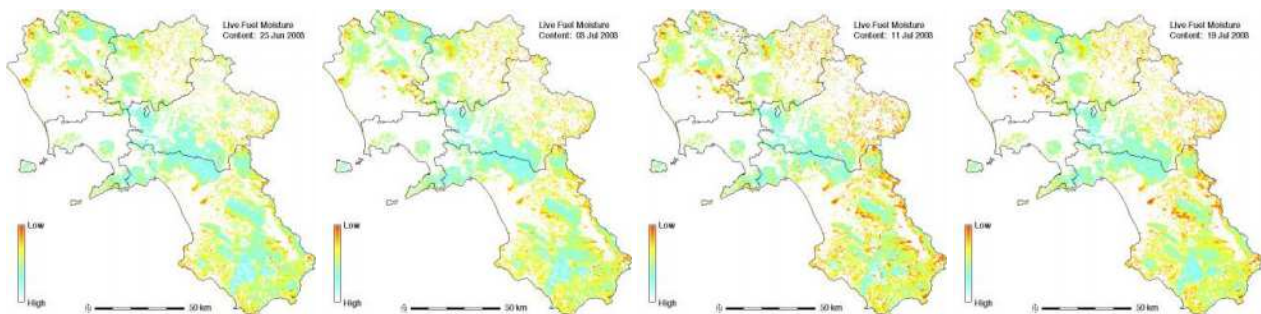 Live Fuel Moisture
Content: 25 Jun 2008
Low
High
50 km
Live Fuel Moisture
Content: 08 Jul 2008
Low
High
50 km
Live Fuel Moisture
Content: 11 Jul 2008
Low
High
50 km
Live Fuel Moisture
Content: 19 Jul 2008
Low
High
50 km